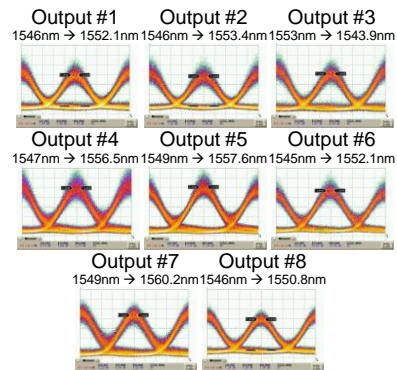 Output #1 Output #2 Output #3
1546nm → 1552.1nm 1546nm → 1553.4nm 1553nm → 1543.9nm
Output #4 Output #5 Output #6
1547nm → 1556.5nm 1549nm → 1557.6nm 1545nm → 1552.1nm
Output #7 Output #8
1549nm → 1560.2nm 1546nm → 1550.8nm